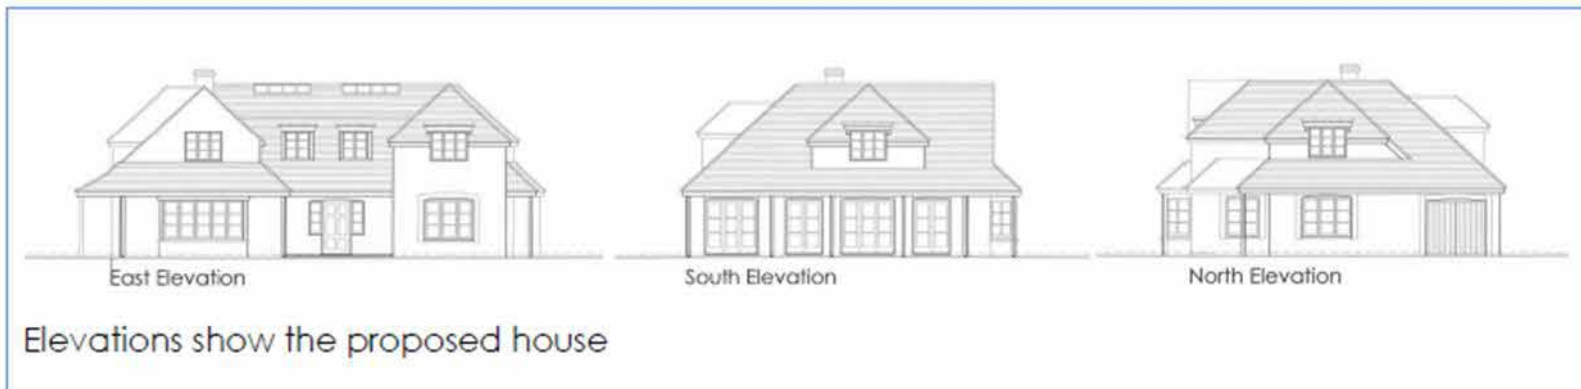 East Elevation
South Elevation
North Elevation
Elevations show the proposed house